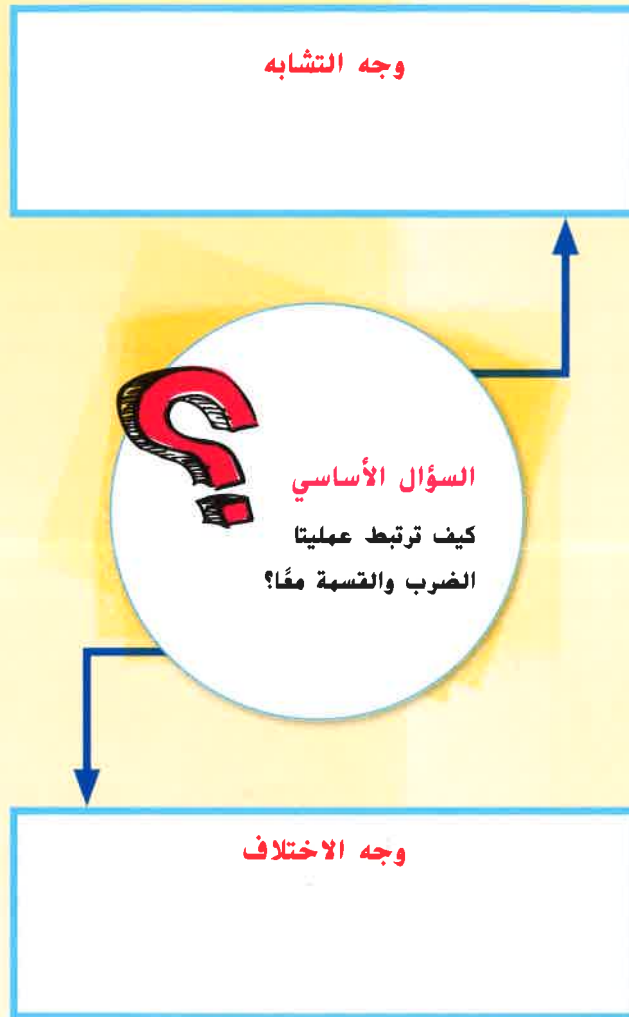 وجه التشابه
السؤال الأساسي
كيف ترتبط عمليتا
الضرب والقسمة معًا؟
وجه الاختلاف